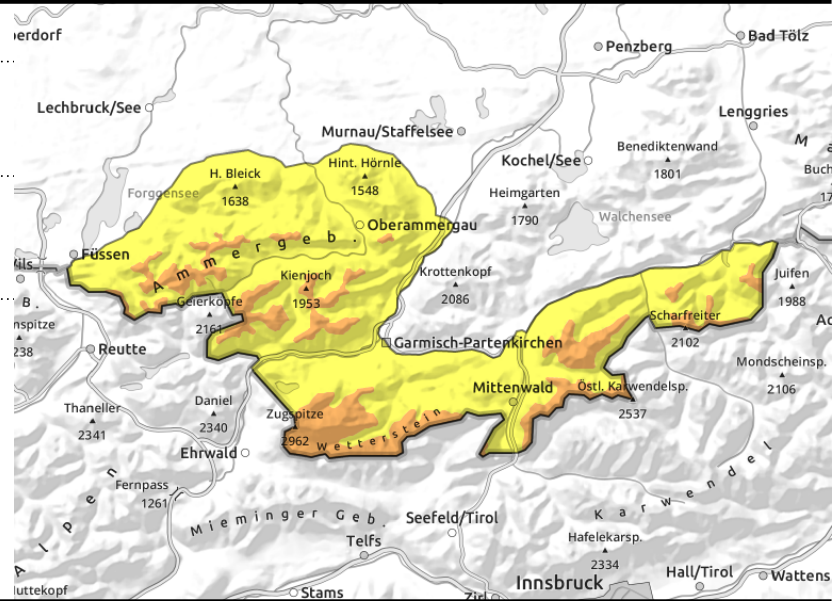 Penzberg
Bad Tölz
Lechbruck/See
Lenggries
Murnau/Staffelsee
Benediktenwand
1801
Kochel/See
Hint. Hörnle
1548
H. Bleick
1638
Forggensee
Heimgarten
1790
Walchensee
Oberammergau
Füssen
Ammergeb.
Kienjoch
1953
Krottenkopf
2086
Juifen
1988
Geierköpfe
2161
Scharfreiter
2102
Garmisch-Partenkirchen
Reutte
Mondscheinsp.
2106
Mittenwald
Östl. Karwendelsp.
2537
Thaneller
2341
Daniel
2340
Zugspitze
2962
Wetterstein
Ehrwald
Fernpass
1261
Karwendel
Mieminger Geb.
Seefeld/Tirol
Telfs
Hafelekarsp.
2334
Innsbruck
Hall/Tirol
Wattens
Stams